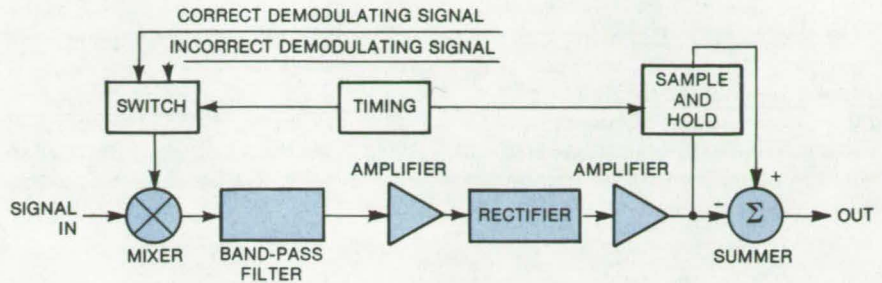 CORRECT DEMODULATING SIGNAL
INCORRECT DEMODULATING SIGNAL
SWITCH
TIMING
SAMPLE
AND
HOLD
AMPLIFIER
AMPLIFIER
+
SIGNAL
IN
RECTIFIER
−
Σ
OUT
MIXER
BAND-PASS
FILTER
SUMMER